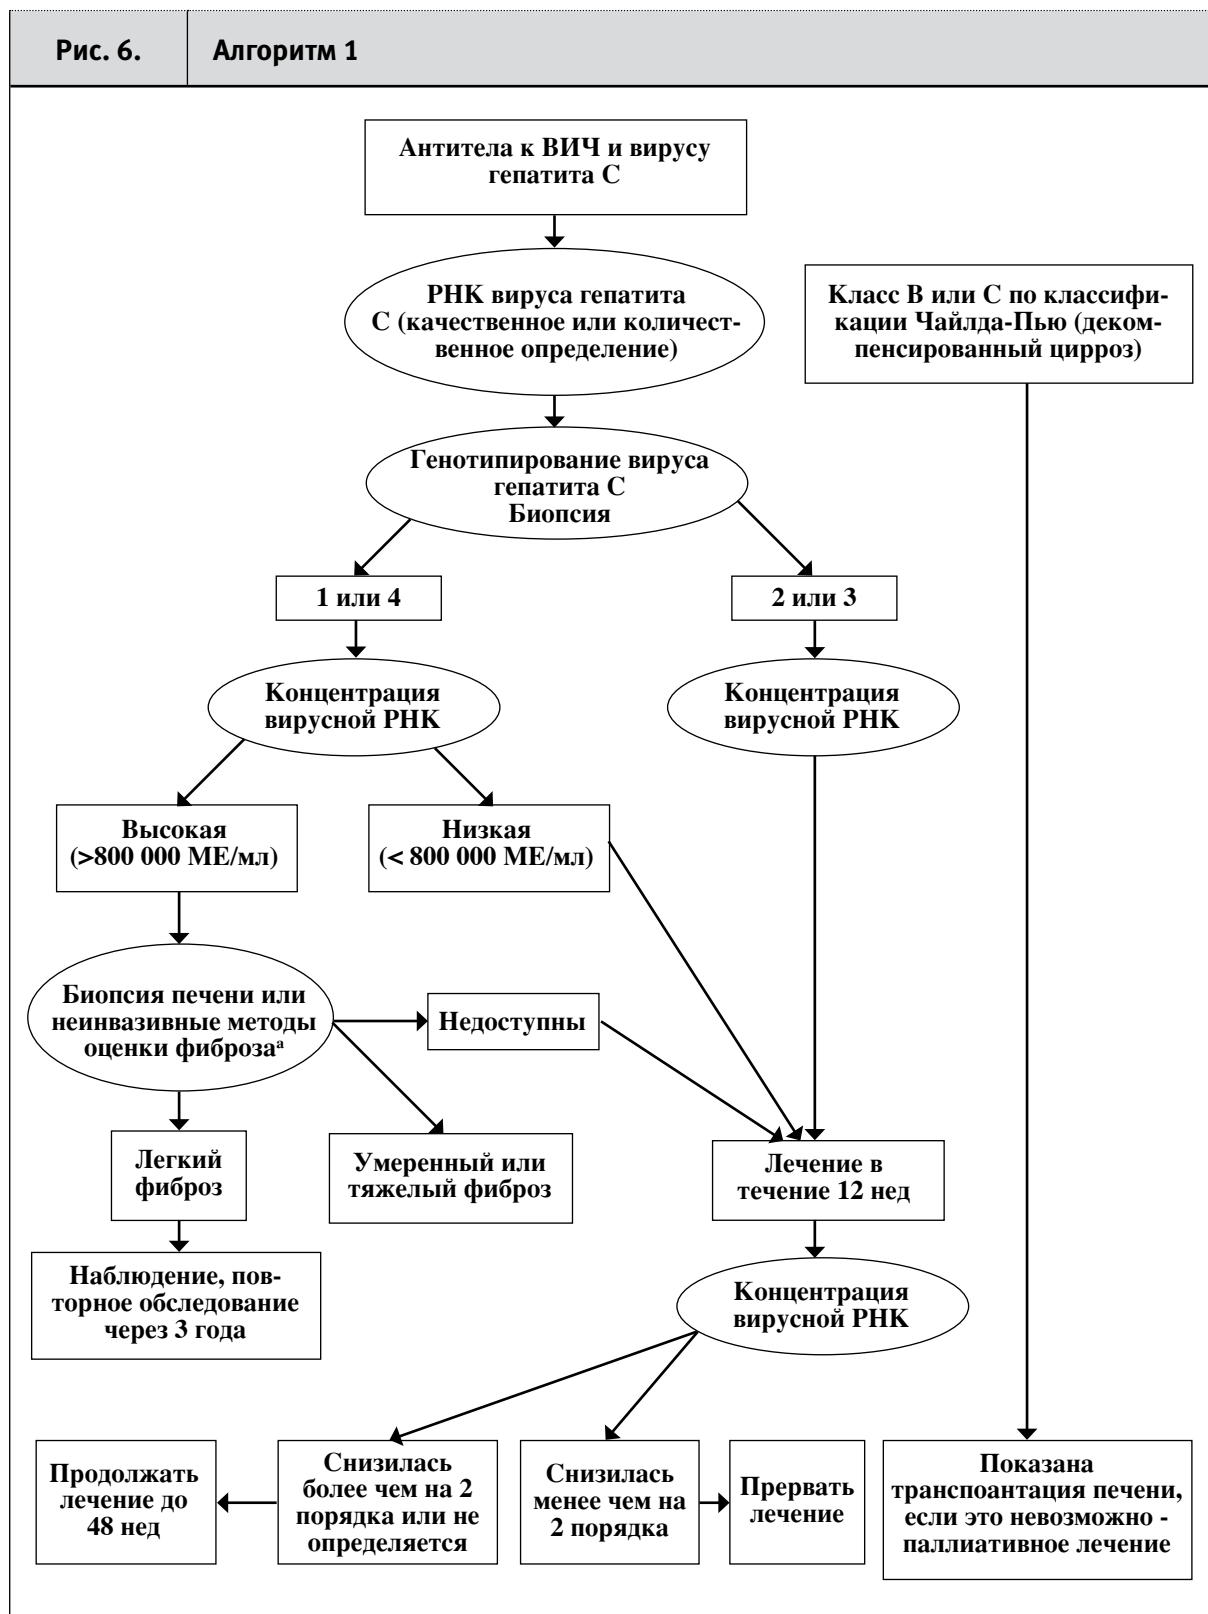 Рис. 6.
Алгоритм 1
Антитела к ВИЧ и вирусу
гепатита С
РНК вируса гепатита
С (качественное или количест-
венное определение)
Класс В или С по классифи-
кации Чайлда-Пью (деком-
пенсированный цирроз)
Генотипирование вируса
гепатита С
Биопсия
1 или 4
2 или 3
Концентрация
вирусной РНК
Концентрация
вирусной РНК
Высокая
(>800 000 МЕ/мл)
Низкая
(< 800 000 МЕ/мл)
Биопсия печени или
неинвазивные методы
оценки фиброзаª
Недоступны
Легкий
фиброз
Умеренный или
тяжелый фиброз
Лечение в
течение 12 нед
Наблюдение, пов-
торное обследование
через 3 года
Концентрация
вирусной РНК
Продолжать
лечение до
48 нед
Снизилась
более чем на 2
порядка или не
определяется
Снизилась
менее чем на
2 порядка
Прервать
лечение
Показана
транспоантация печени,
если это невозможно -
паллиативное лечение